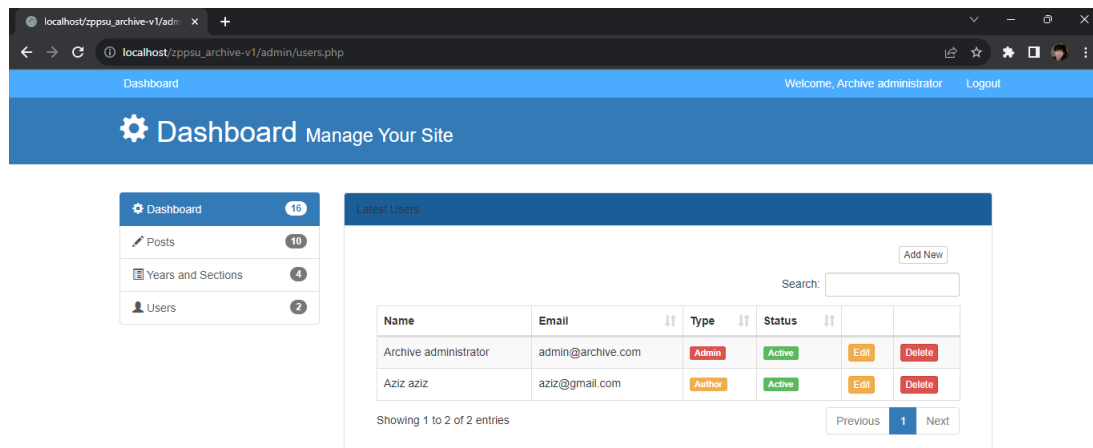 localhost/zppsu_archive-v1/adm
localhost/zppsu_archive-v1/admin/users.php
Dashboard Welcome, Archive administrator Logout
Dashboard Manage Your Site
Dashboard 16
Posts 10
Years and Sections 4
Users 2
Latest Users
Add New
Search:
Name Email Type Status
Archive administrator admin@archive.com Admin Active Edit Delete
Aziz aziz aziz@gmail.com Author Active Edit Delete
Showing 1 to 2 of 2 entries Previous 1 Next